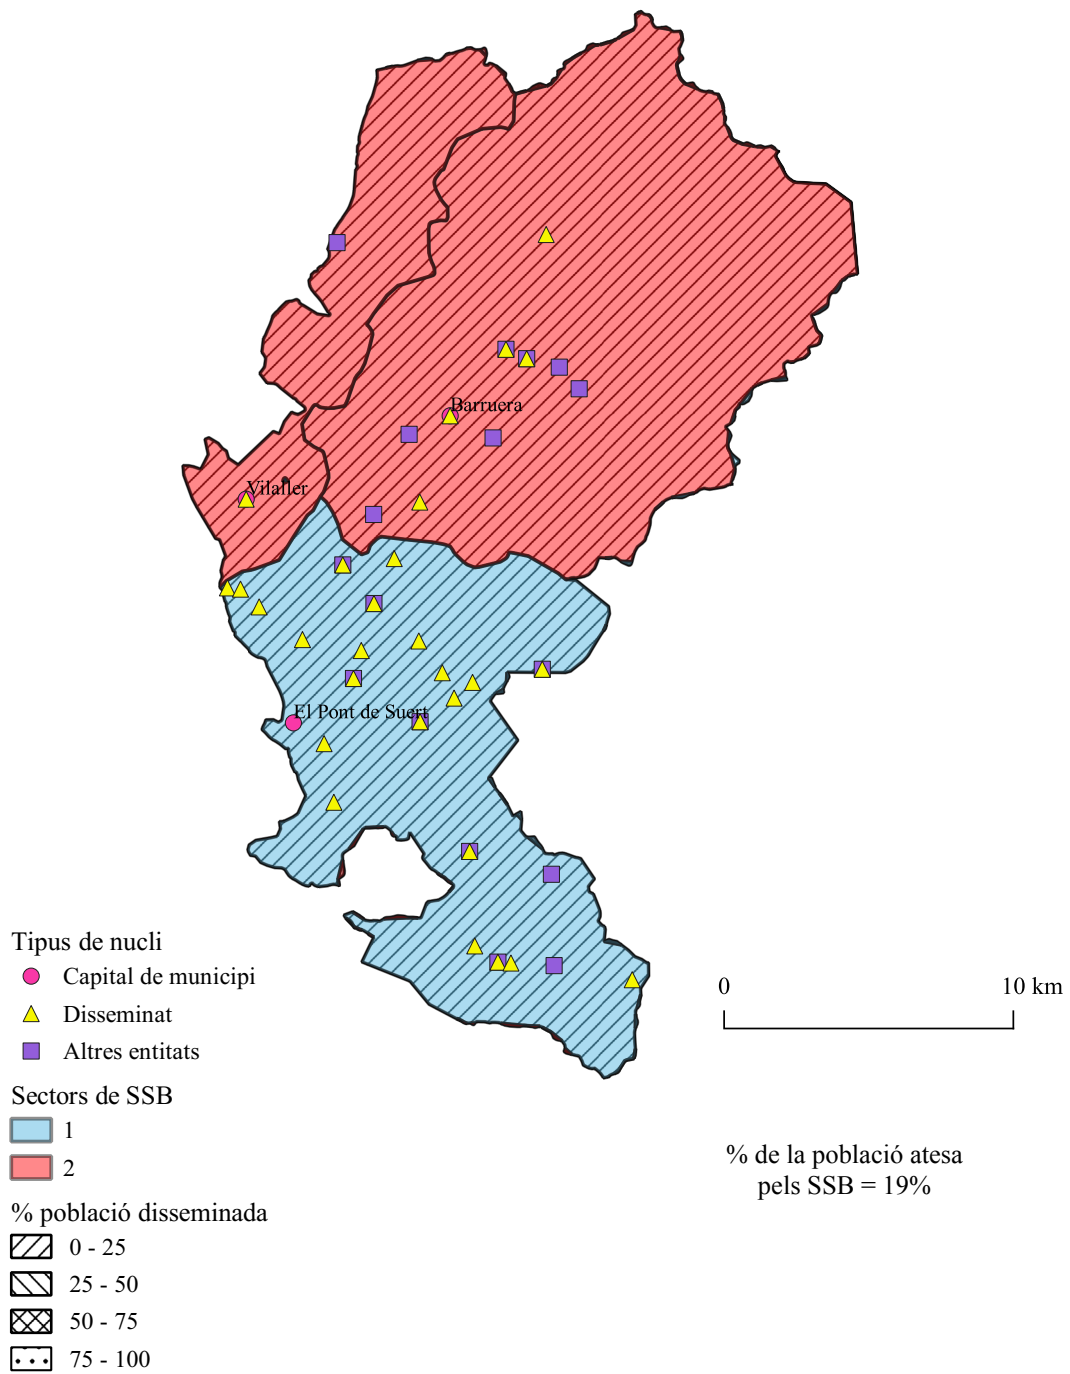 Barruera
Vilaller
El Pont de Suert
Tipus de nucli
Capital de municipi
Disseminat
Altres entitats
Sectors de SSB
1
2
% població disseminada
0 - 25
25 - 50
50 - 75
75 - 100
0 10 km
% de la població atesa
pels SSB = 19%